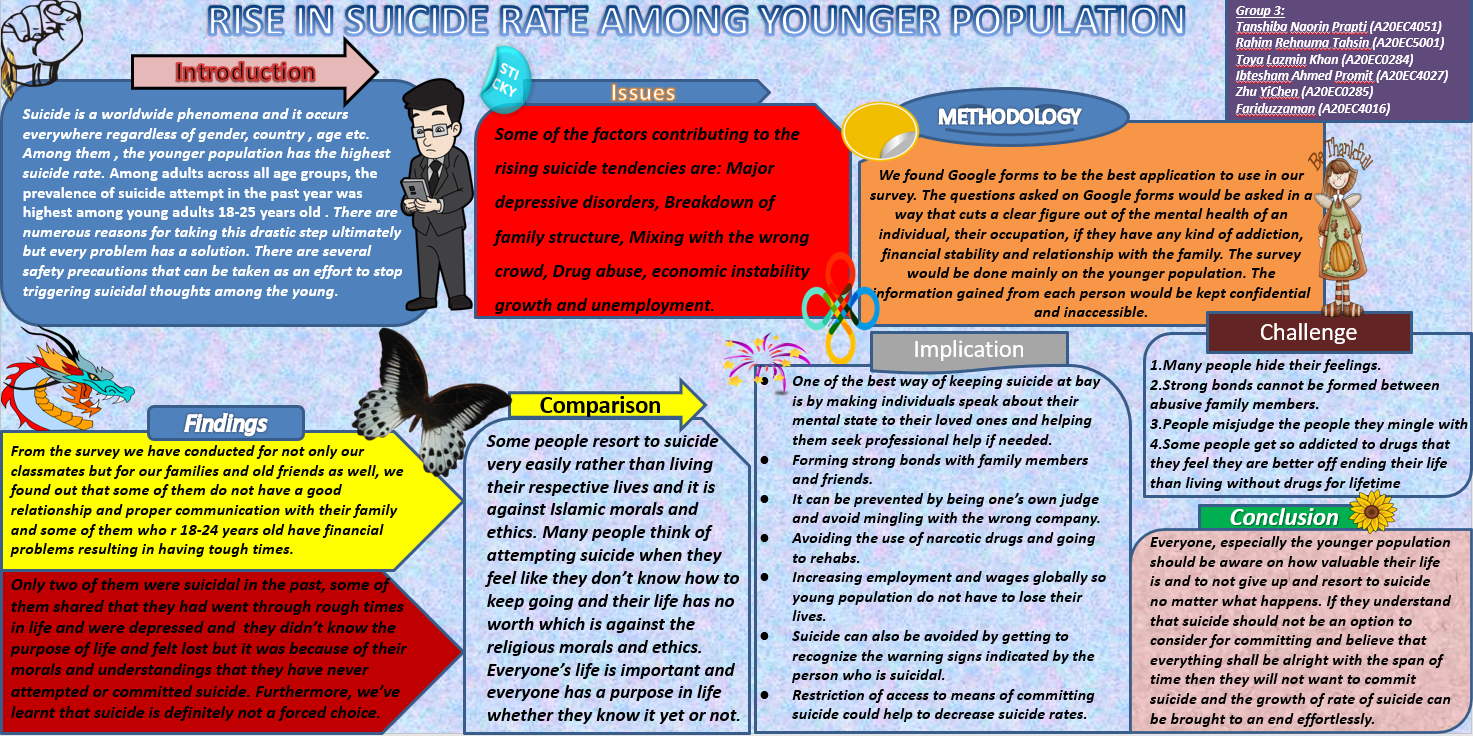 RISE IN SUICIDE RATE AMONG YOUNGER POPULATION
Group 3:
Tanshiba Naorin Prapti (A20EC4051)
Rahim Rehnuma Tahsin (A20EC5001)
Toya Lazmin Khan (A20EC0284)
Ibtesham Ahmed Promit (A20EC4027)
Zhu YiChen (A20EC0285)
Fariduzzaman (A20EC4016)
Introduction
Suicide is a worldwide phenomena and it occurs
everywhere regardless of gender, country , age etc.
Among them , the younger population has the highest
suicide rate. Among adults across all age groups, the
prevalence of suicide attempt in the past year was
highest among young adults 18-25 years old . There are
numerous reasons for taking this drastic step ultimately
but every problem has a solution. There are several
safety precautions that can be taken as an effort to stop
triggering suicidal thoughts among the young.
STI
CKY
Issues
Some of the factors contributing to the
rising suicide tendencies are: Major
depressive disorders, Breakdown of
family structure, Mixing with the wrong
crowd, Drug abuse, economic instability
growth and unemployment.
METHODOLOGY
We found Google forms to be the best application to use in our
survey. The questions asked on Google forms would be asked in a
way that cuts a clear figure out of the mental health of an
individual, their occupation, if they have any kind of addiction,
financial stability and relationship with the family. The survey
would be done mainly on the younger population. The
information gained from each person would be kept confidential
and inaccessible.
Be Thankful!
Findings
From the survey we have conducted for not only our
classmates but for our families and old friends as well, we
found out that some of them do not have a good
relationship and proper communication with their family
and some of them who r 18-24 years old have financial
problems resulting in having tough times.
Only two of them were suicidal in the past, some of
them shared that they had went through rough times
in life and were depressed and they didn't know the
purpose of life and felt lost but it was because of their
morals and understandings that they have never
attempted or committed suicide. Furthermore, we've
learnt that suicide is definitely not a forced choice.
Comparison
Some people resort to suicide
very easily rather than living
their respective lives and it is
against Islamic morals and
ethics. Many people think of
attempting suicide when they
feel like they don't know how to
keep going and their life has no
worth which is against the
religious morals and ethics.
Everyone's life is important and
everyone has a purpose in life
whether they know it yet or not.
Implication
● One of the best way of keeping suicide at bay
is by making individuals speak about their
mental state to their loved ones and helping
them seek professional help if needed.
● Forming strong bonds with family members
and friends.
● It can be prevented by being one's own judge
and avoid mingling with the wrong company.
● Avoiding the use of narcotic drugs and going
to rehabs.
● Increasing employment and wages globally so
young population do not have to lose their
lives.
● Suicide can also be avoided by getting to
recognize the warning signs indicated by the
person who is suicidal.
● Restriction of access to means of committing
suicide could help to decrease suicide rates.
Challenge
1.Many people hide their feelings.
2.Strong bonds cannot be formed between
abusive family members.
3.People misjudge the people they mingle with
4.Some people get so addicted to drugs that
they feel they are better off ending their life
than living without drugs for lifetime
Conclusion
Everyone, especially the younger population
should be aware on how valuable their life
is and to not give up and resort to suicide
no matter what happens. If they understand
that suicide should not be an option to
consider for committing and believe that
everything shall be alright with the span of
time then they will not want to commit
suicide and the growth of rate of suicide can
be brought to an end effortlessly.